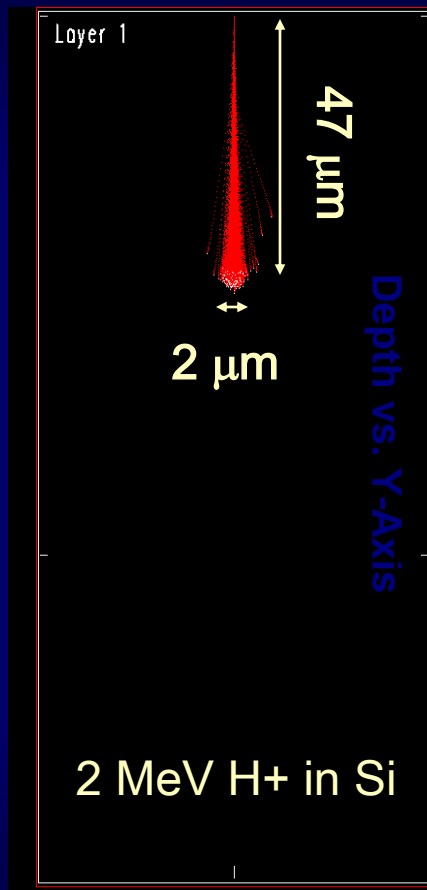 Layer 1
47 μm
2 μm
Depth vs. Y-Axis
2 MeV H+ in Si